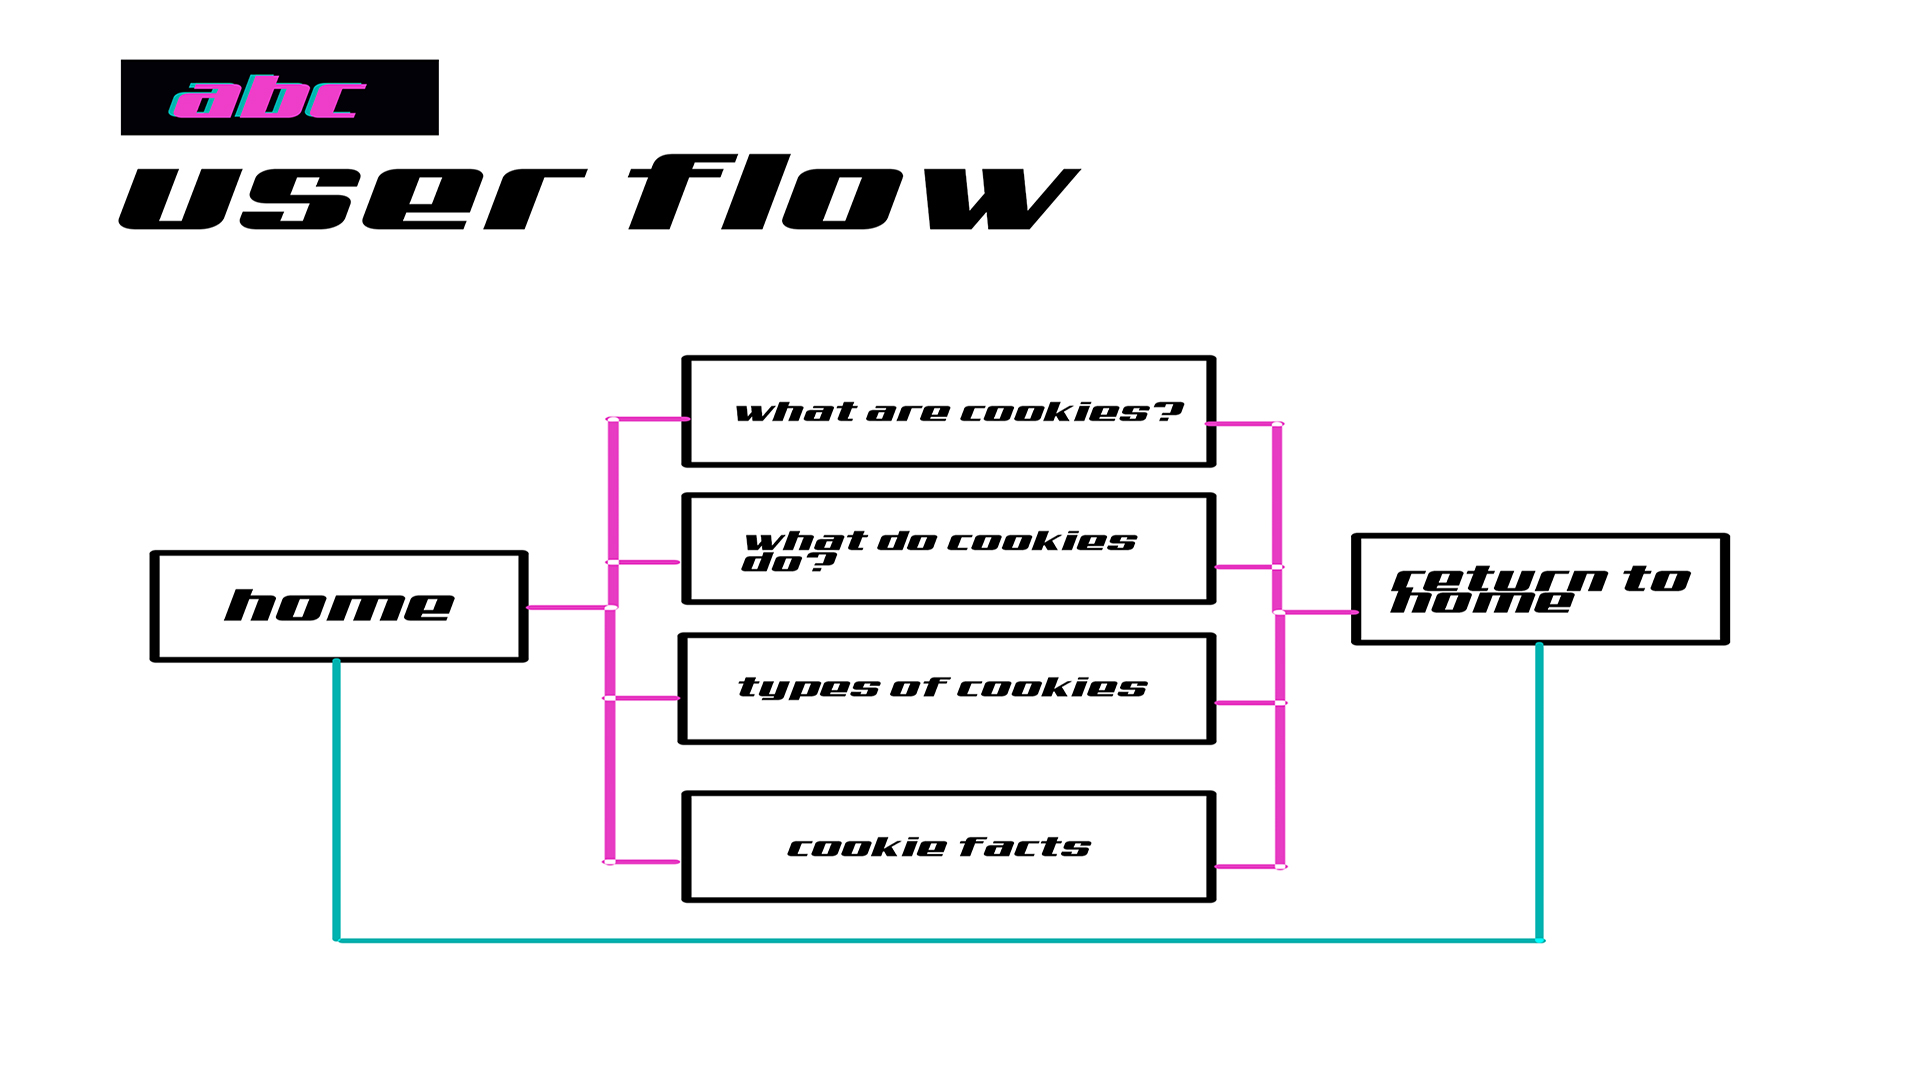 abc
user flow
what are cookies?
what do cookies
do?
home
return to
home
types of cookies
cookie facts